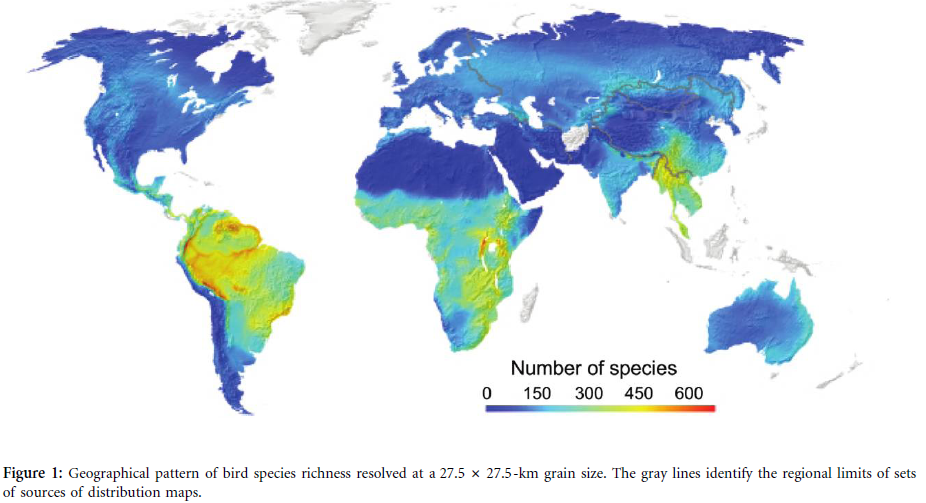 Number of species
0 150 300 450 600
Figure 1: Geographical pattern of bird species richness resolved at a 27.5 × 27.5-km grain size. The gray lines identify the regional limits of sets
of sources of distribution maps.